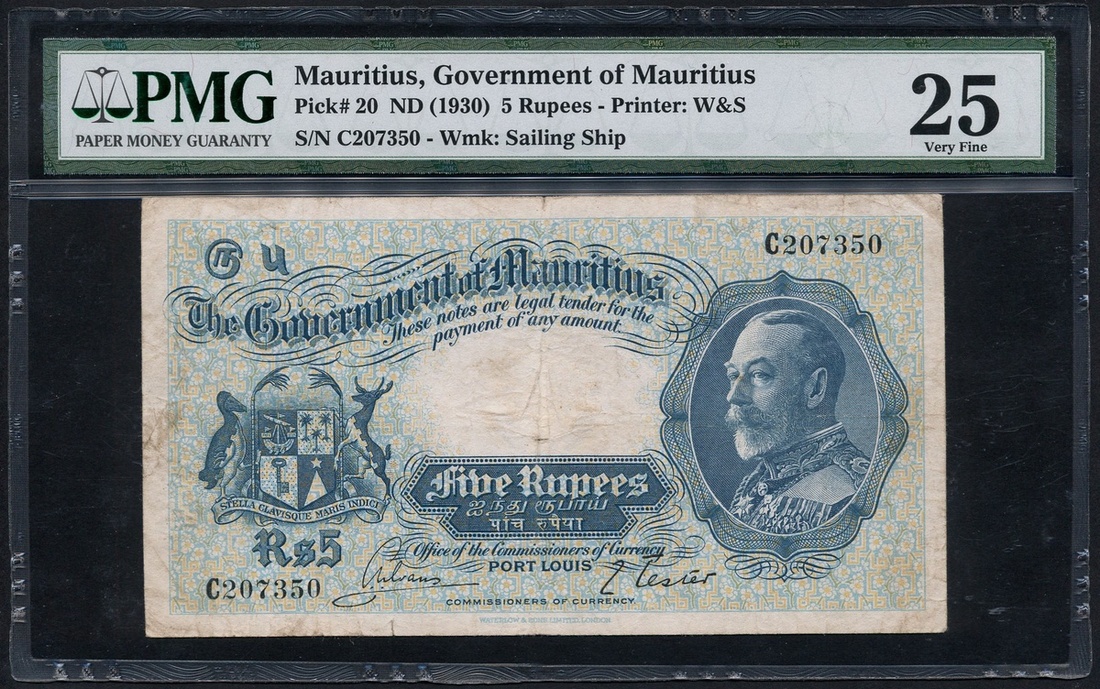 PMG
PAPER MONEY GUARANTY
Mauritius, Government of Mauritius
Pick# 20 ND (1930) 5 Rupees - Printer: W&S
S/N C207350 - Wmk: Sailing Ship
25
Very Fine
C207350
The Government of Mauritius
These notes are legal tender for the
payment of any amount.
STELLA CLAVISQUE MARIS INDICI
Five Rupees
ஐந்து ரூபாய்
पांच रुपैया
Rs5
Office of the Commissioners of Currency
PORT LOUIS
C207350
COMMISSIONERS OF CURRENCY
WATERLOW & SONS LIMITED, LONDON